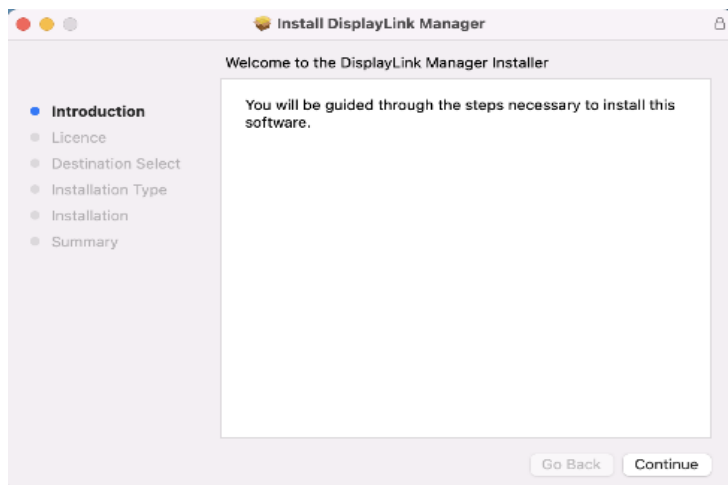 Install DisplayLink Manager
Welcome to the DisplayLink Manager Installer
Introduction
Licence
Destination Select
Installation Type
Installation
Summary
You will be guided through the steps necessary to install this
software.
Go Back
Continue